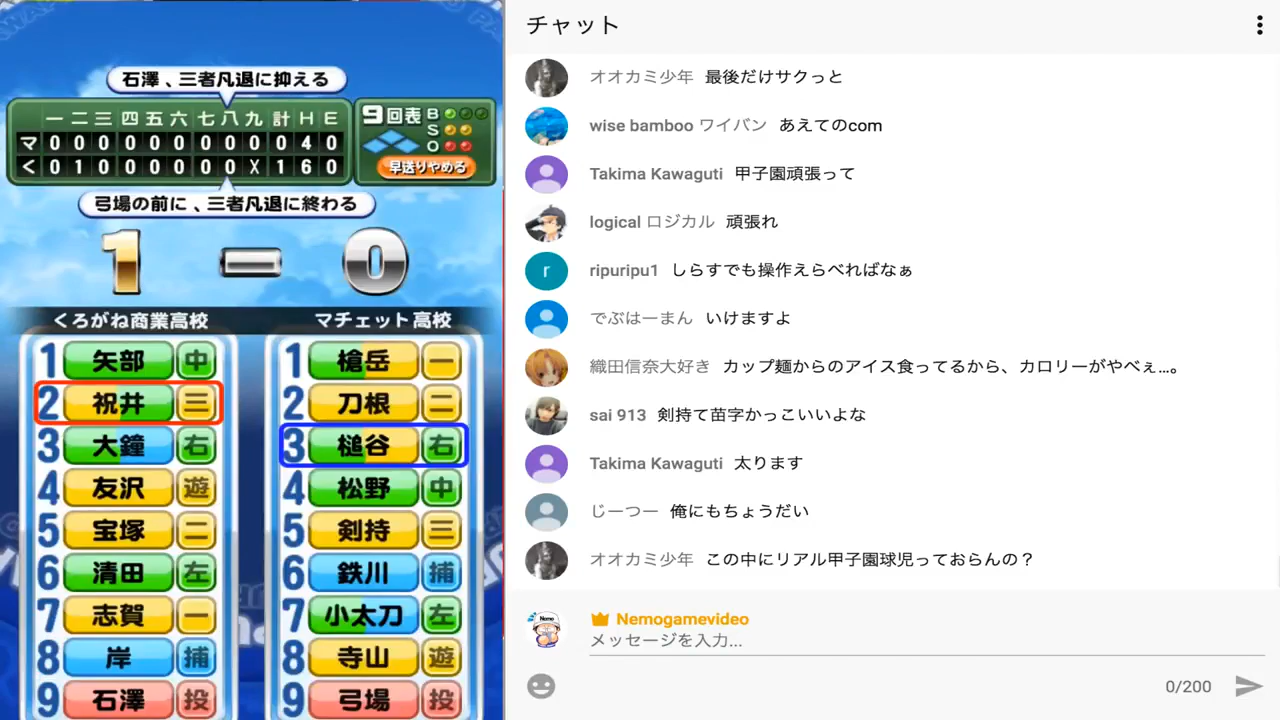 石澤、三者凡退に抑える
一 二 三 四 五 六 七 八 九 計 H E
マ 0 0 0 0 0 0 0 0 0 0 4 0
く 0 1 0 0 0 0 0 0 X 1 6 0
9回表
B
S
O
早送りやめる
弓場の前に、三者凡退に終わる
1 － 0
くろがね商業高校
1 矢部 中
2 祝井 三
3 大鐘 右
4 友沢 遊
5 宝塚 二
6 清田 左
7 志賀 一
8 岸 捕
9 石澤 投
マチェット高校
1 槍岳 一
2 刀根 二
3 槌谷 右
4 松野 中
5 剣持 三
6 鉄川 捕
7 小太刀 左
8 寺山 遊
9 弓場 投
チャット
オオカミ少年 最後だけサクっと
wise bamboo ワイバン あえてのcom
Takima Kawaguti 甲子園頑張って
logical ロジカル 頑張れ
r
ripuripu1 しらすでも操作えらべればなぁ
でぶはーまん いけますよ
織田信奈大好き カップ麺からのアイス食ってるから、カロリーがやべぇ…。
sai 913 剣持て苗字かっこいいよな
Takima Kawaguti 太ります
じーつー 俺にもちょうだい
オオカミ少年 この中にリアル甲子園球児っておらんの？
Nemo
Nemogamevideo
メッセージを入力...
0/200